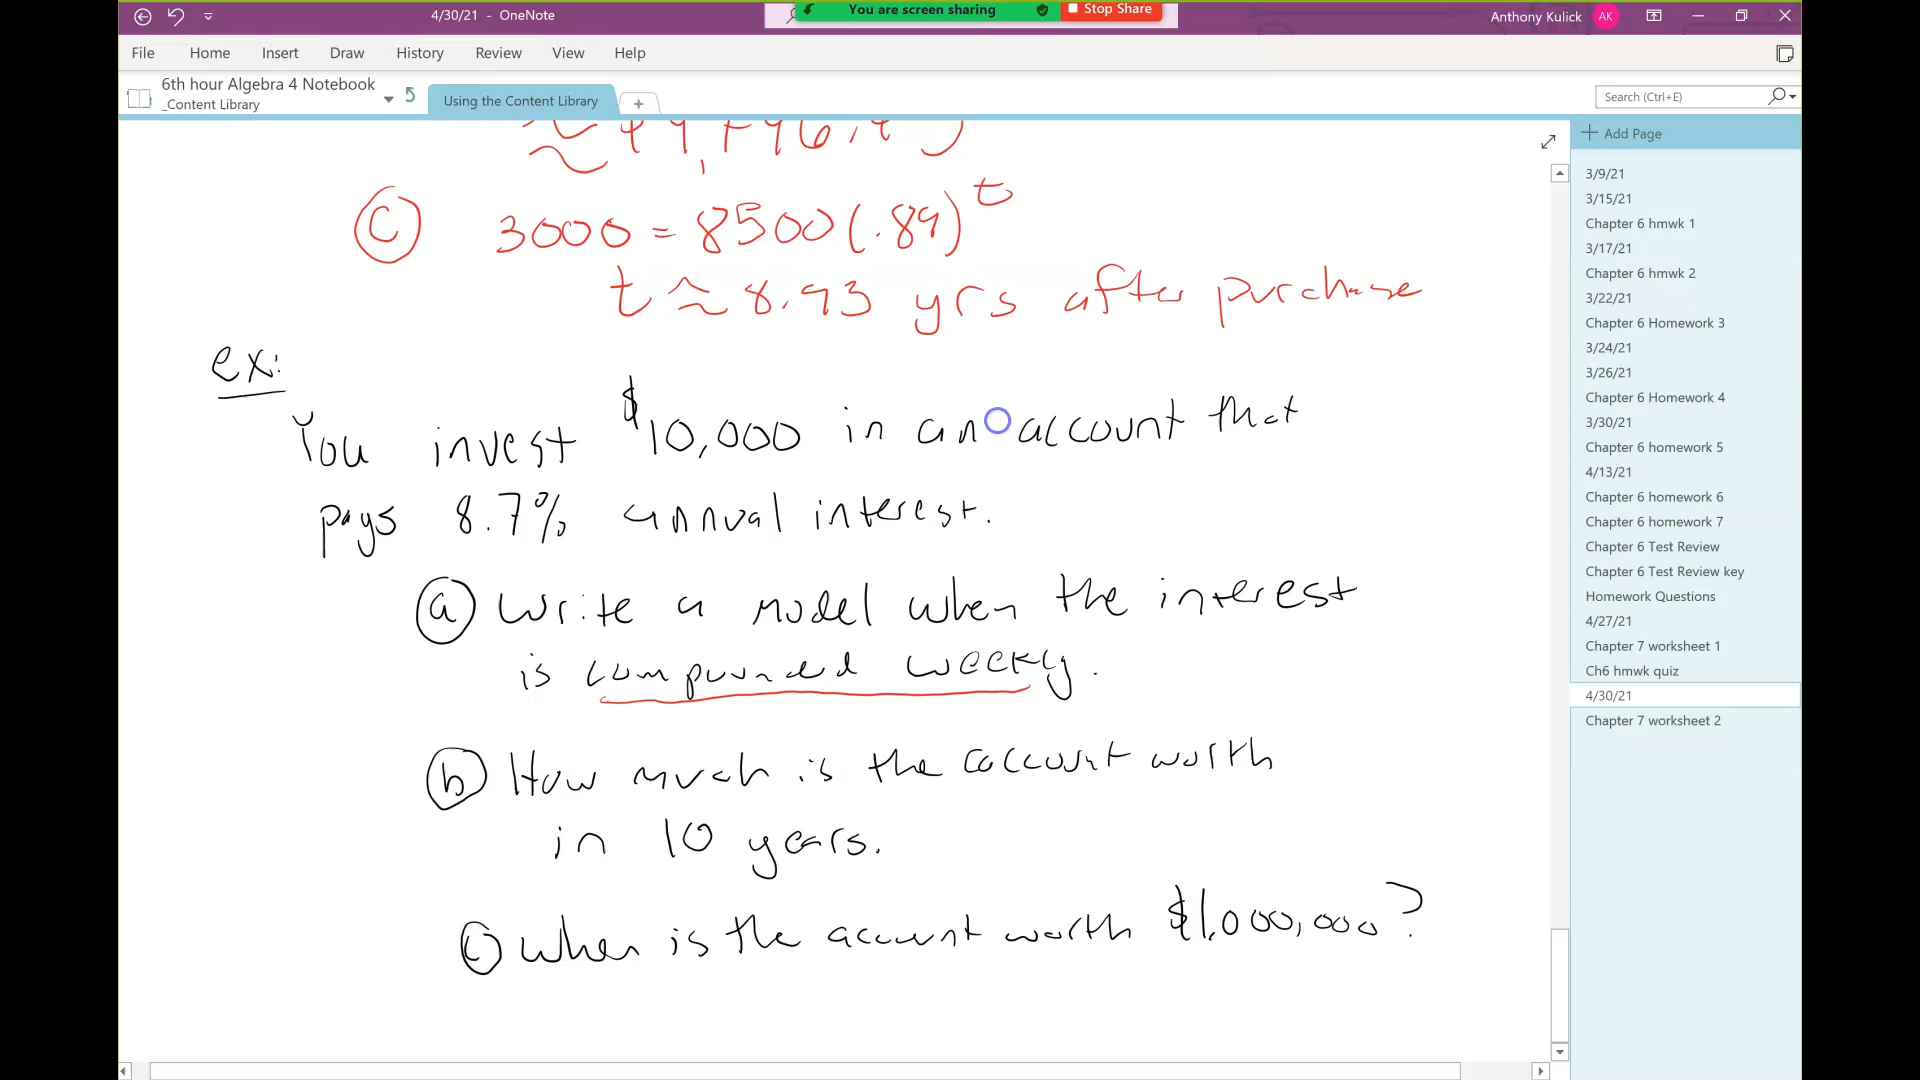 4/30/21 - OneNote
You are screen sharing
Stop Share
Anthony Kulick AK
File Home Insert Draw History Review View Help
6th hour Algebra 4 Notebook
_Content Library
Using the Content Library
Search (Ctrl+E)
Add Page
3/9/21
3/15/21
Chapter 6 hmwk 1
3/17/21
Chapter 6 hmwk 2
3/22/21
Chapter 6 Homework 3
3/24/21
3/26/21
Chapter 6 Homework 4
3/30/21
Chapter 6 homework 5
4/13/21
Chapter 6 homework 6
Chapter 6 homework 7
Chapter 6 Test Review
Chapter 6 Test Review key
Homework Questions
4/27/21
Chapter 7 worksheet 1
Ch6 hmwk quiz
4/30/21
Chapter 7 worksheet 2
(c) 3000 = 8500(.89)^t
t ≈ 8.93 yrs after purchase
ex:
You invest $10,000 in an account that
pays 8.7% annual interest.
(a) Write a model when the interest
is compounded weekly.
(b) How much is the account worth
in 10 years.
(c) When is the account worth $1,000,000?